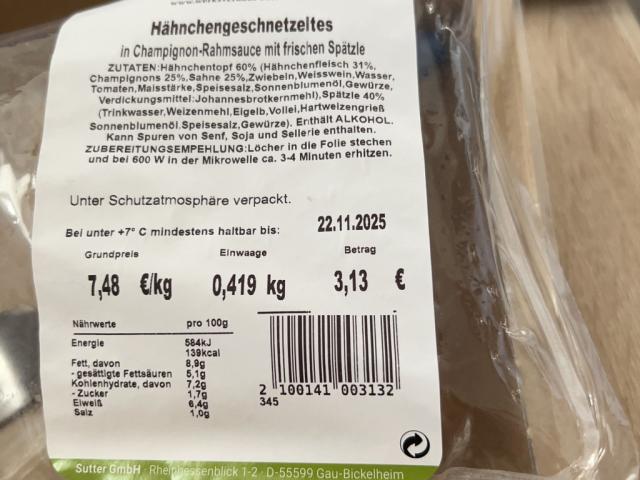 Hähnchengeschnetzeltes
in Champignon-Rahmsauce mit frischen Spätzle
ZUTATEN:Hähnchentopf 60% (Hähnchenfleisch 31%,
Champignons 25%,Sahne 25%,Zwiebeln,Weisswein,Wasser,
Tomaten,Maisstärke,Speisesalz,Sonnenblumenöl,Gewürze,
Verdickungsmittel:Johannesbrotkernmehl),Spätzle 40%
(Trinkwasser,Weizenmehl,Eigelb,Vollei,Hartweizengrieß
Sonnenblumenöl,Speisesalz,Gewürze). Enthält ALKOHOL.
Kann Spuren von Senf, Soja und Sellerie enthalten.
ZUBEREITUNGSEMPEHLUNG:Löcher in die Folie stechen
und bei 600 W in der Mikrowelle ca. 3-4 Minuten erhitzen.
Unter Schutzatmosphäre verpackt.
Bei unter +7° C mindestens haltbar bis: 22.11.2025
Grundpreis Einwaage Betrag
7,48 €/kg 0,419 kg 3,13 €
Nährwerte pro 100g
Energie 584kJ
139kcal
Fett, davon 8,9g
- gesättigte Fettsäuren 5,1g
Kohlenhydrate, davon 7,2g
- Zucker 1,7g
Eiweiß 6,4g
Salz 1,0g
2 100141 003132
345
Sutter GmbH · Rheinhessenblick 1-2 · D-55599 Gau-Bickelheim